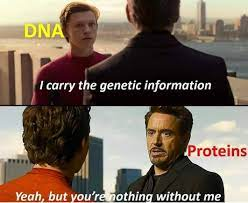 DNA
I carry the genetic information
Proteins
Yeah, but you're nothing without me